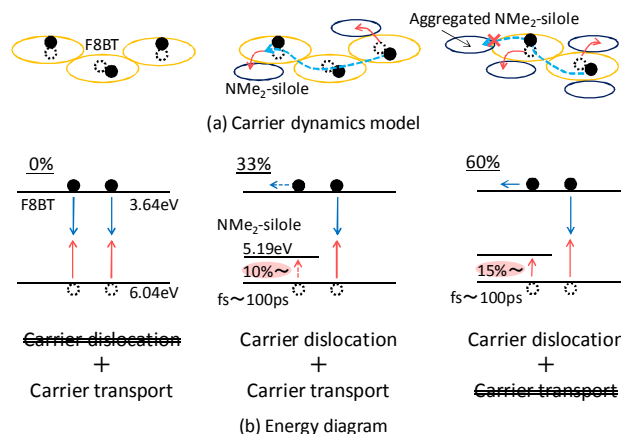 F8BT
NMe2-silole
Aggregated NMe2-silole
(a) Carrier dynamics model
0%
F8BT
3.64eV
6.04eV
Carrier dislocation
+
Carrier transport
33%
NMe2-silole
5.19eV
10%～
fs～100ps
Carrier dislocation
+
Carrier transport
60%
15%～
fs～100ps
Carrier dislocation
+
Carrier transport
(b) Energy diagram